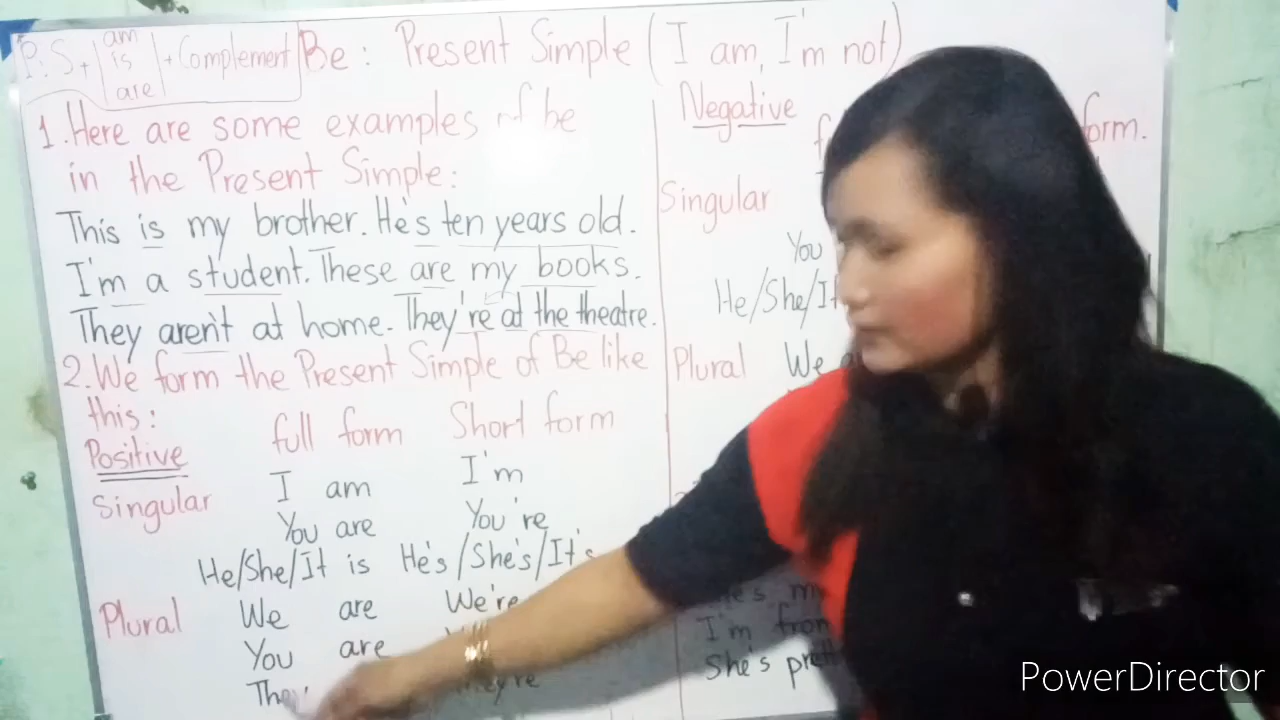 P: S + am is are + Complement
Be: Present Simple (I am, I'm not)
1. Here are some examples of be
in the Present Simple:
This is my brother. He's ten years old.
I'm a student. These are my books.
They aren't at home. They're at the theatre.
2. We form the Present Simple of Be like
this:
Positive
full form Short form
Singular
I am I'm
You are You're
He/She/It is He's/She's/It's
Plural
We are We're
You are
They They're
Negative
form.
Singular
You
He/She/It
Plural We
I'm from
She's
PowerDirector